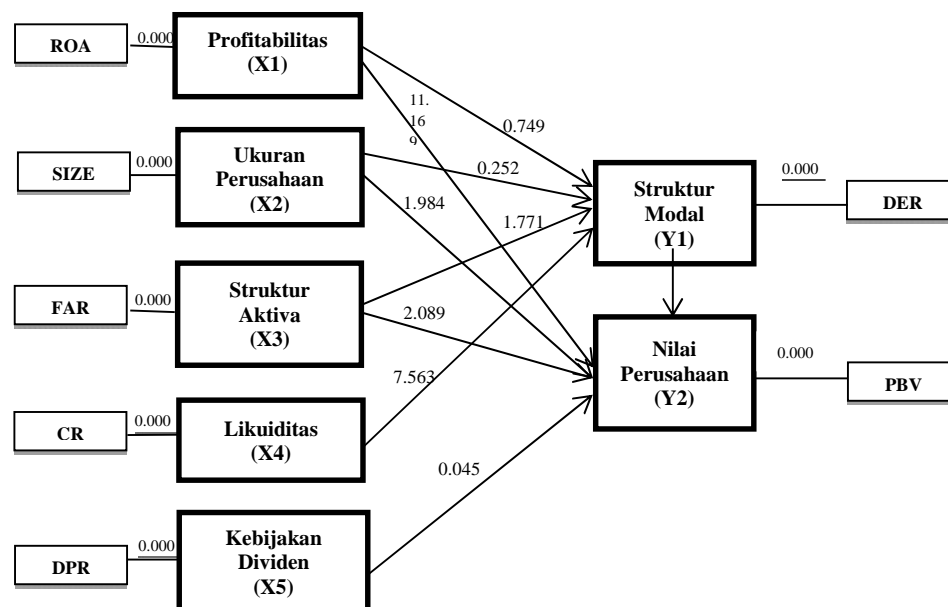 ROA
0.000
Profitabilitas
(X1)
11.
16
9
0.749
SIZE
0.000
Ukuran
Perusahaan
(X2)
0.252
1.984
Struktur
Modal
(Y1)
0.000
DER
FAR
0.000
Struktur
Aktiva
(X3)
1.771
2.089
Nilai
Perusahaan
(Y2)
0.000
PBV
CR
0.000
Likuiditas
(X4)
7.563
DPR
0.000
Kebijakan
Dividen
(X5)
0.045